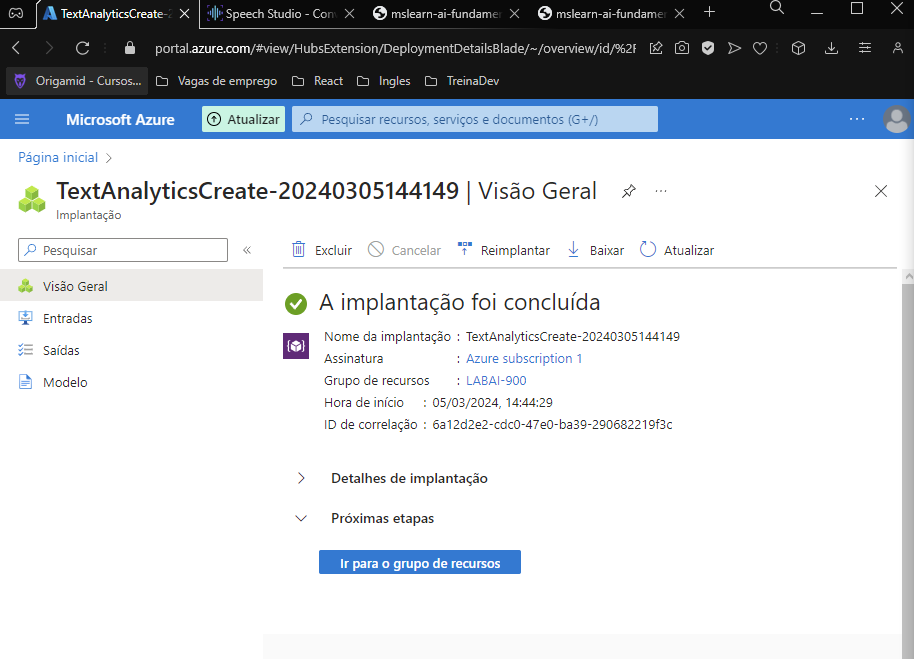 TextAnalyticsCreate-2
Speech Studio - Con
mslearn-ai-fundamen
mslearn-ai-fundamen
portal.azure.com/#view/HubsExtension/DeploymentDetailsBlade/~/overview/id/%2F
Origamid - Cursos...
Vagas de emprego
React
Ingles
TreinaDev
Microsoft Azure
Atualizar
Pesquisar recursos, serviços e documentos (G+/)
Página inicial
TextAnalyticsCreate-20240305144149 | Visão Geral
Implantação
Pesquisar
Excluir
Cancelar
Reimplantar
Baixar
Atualizar
Visão Geral
Entradas
Saídas
Modelo
A implantação foi concluída
Nome da implantação : TextAnalyticsCreate-20240305144149
Assinatura : Azure subscription 1
Grupo de recursos : LABAI-900
Hora de início : 05/03/2024, 14:44:29
ID de correlação : 6a12d2e2-cdc0-47e0-ba39-290682219f3c
Detalhes de implantação
Próximas etapas
Ir para o grupo de recursos